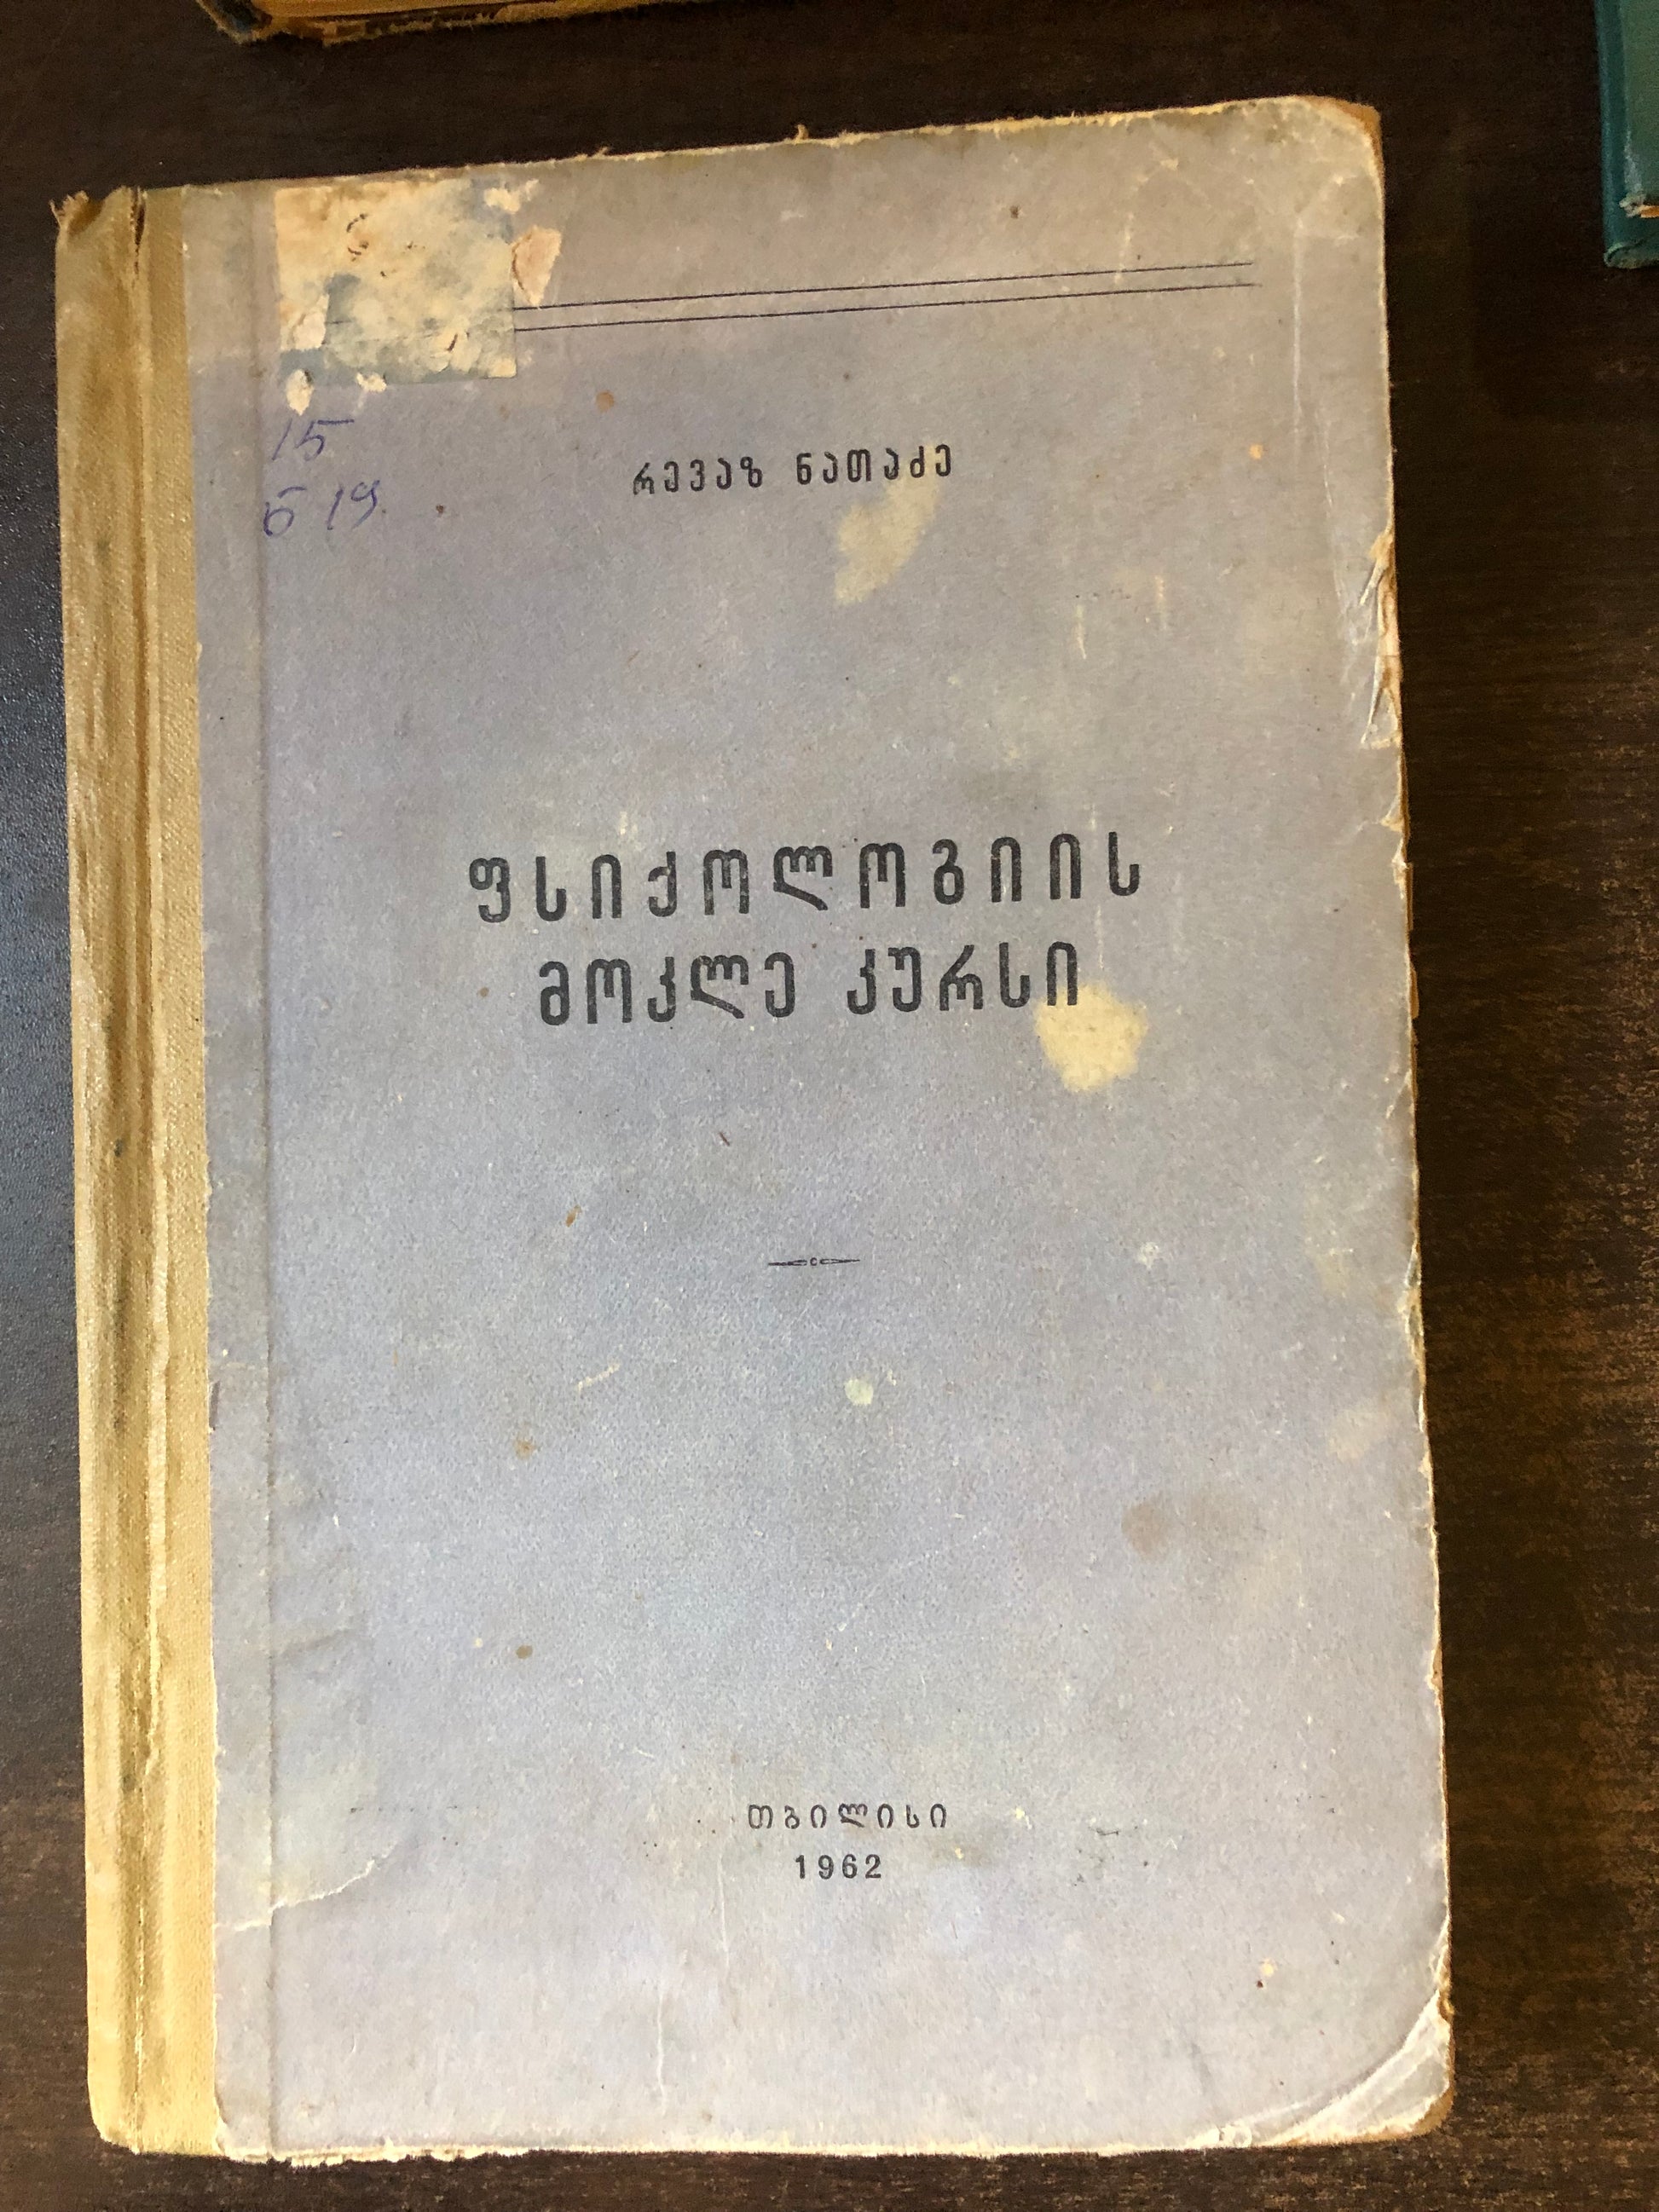 15
ნ 19
რევაზ ნათაძე
ფსიქოლოგიის
მოკლე კურსი
თბილისი
1962